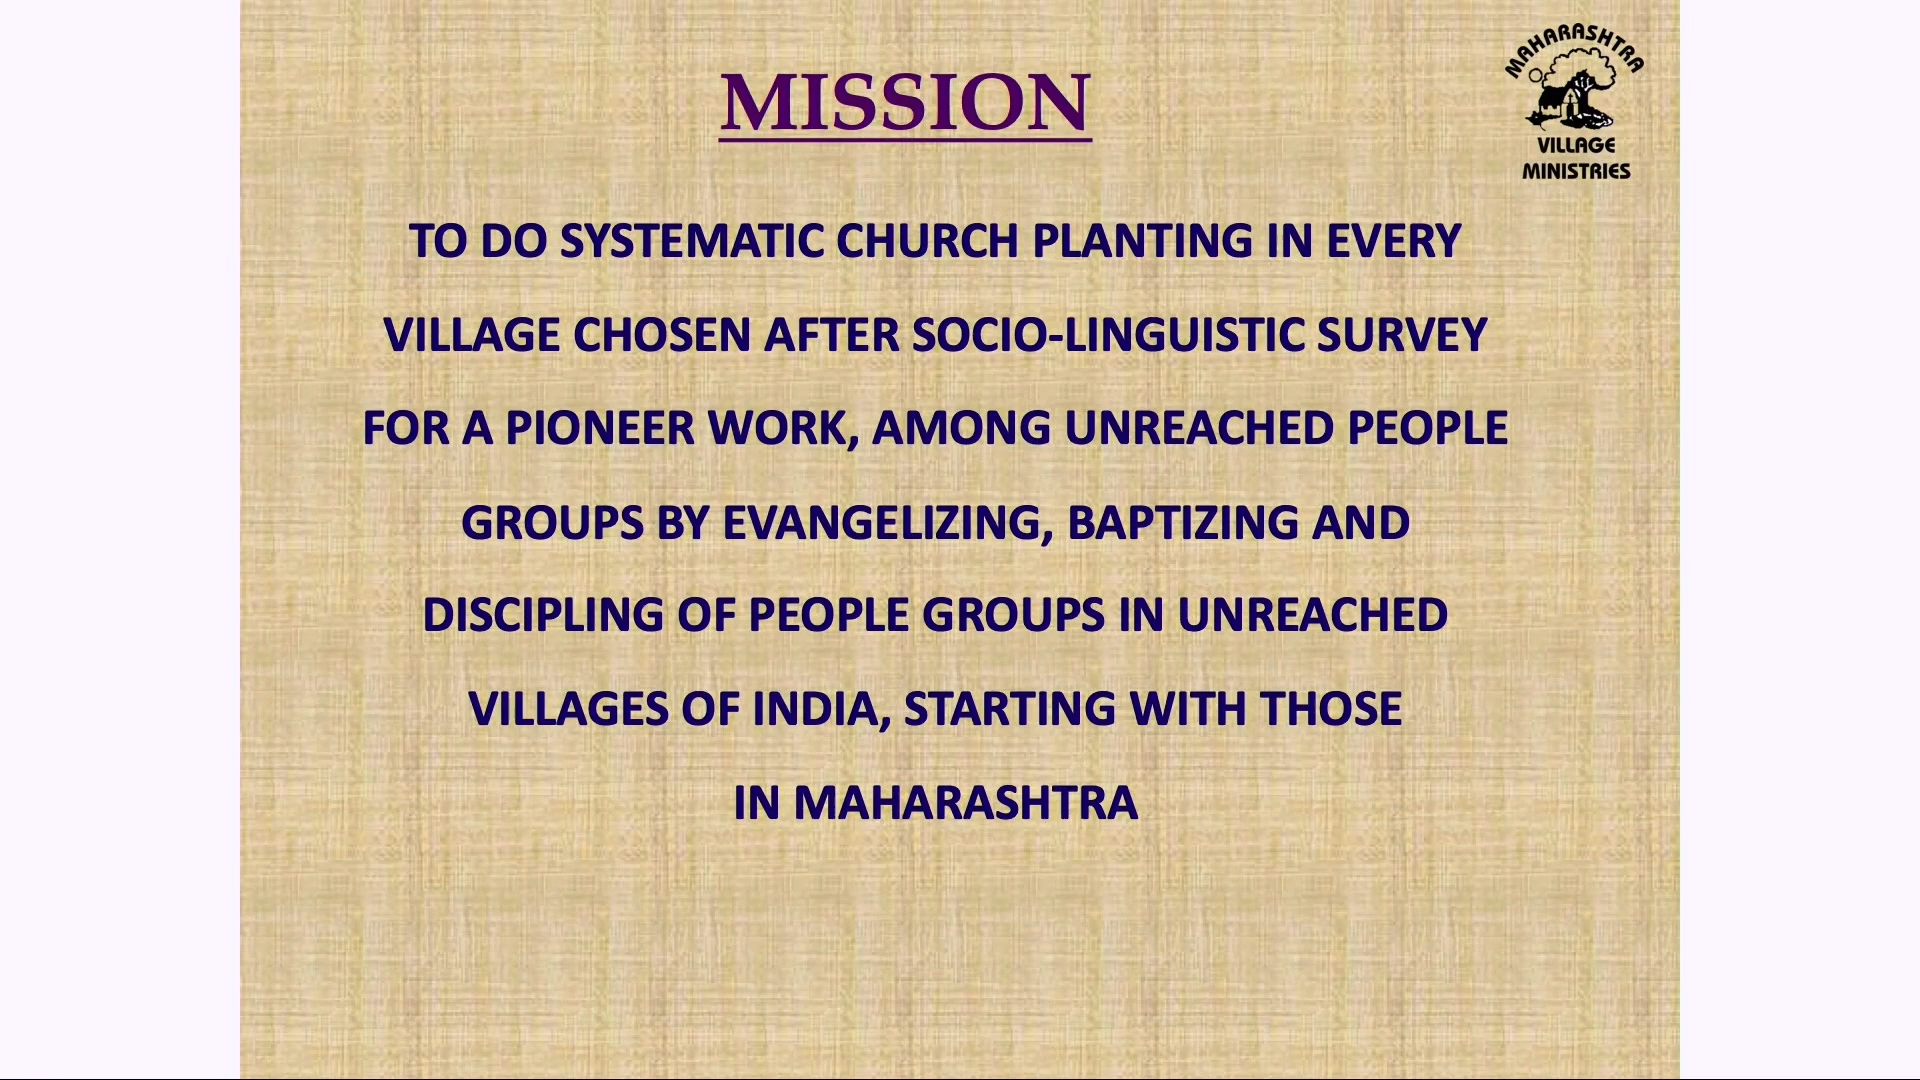 MISSION
MAHARASHTRA
VILLAGE
MINISTRIES
TO DO SYSTEMATIC CHURCH PLANTING IN EVERY
VILLAGE CHOSEN AFTER SOCIO-LINGUISTIC SURVEY
FOR A PIONEER WORK, AMONG UNREACHED PEOPLE
GROUPS BY EVANGELIZING, BAPTIZING AND
DISCIPLING OF PEOPLE GROUPS IN UNREACHED
VILLAGES OF INDIA, STARTING WITH THOSE
IN MAHARASHTRA